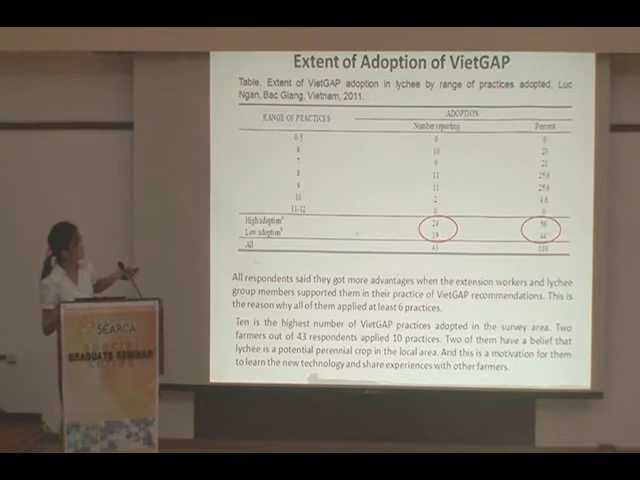 Extent of Adoption of VietGAP
Table. Extent of VietGAP adoption in lychee by range of practices adopted, Luc
Ngan, Bac Giang, Vietnam, 2011.
RANGE OF PRACTICES ADOPTION
Number reporting Percent
0-5 0 0
6 10 23
7 9 21
8 11 25.6
9 11 25.6
10 2 4.8
11-12 0 0
High adoptionᵃ 24 56
Low adoptionᵇ 19 44
All 43 100
All respondents said they got more advantages when the extension workers and lychee
group members supported them in their practice of VietGAP recommendations. This is
the reason why all of them applied at least 6 practices.
Ten is the highest number of VietGAP practices adopted in the survey area. Two
farmers out of 43 respondents applied 10 practices. Two of them have a belief that
lychee is a potential perennial crop in the local area. And this is a motivation for them
to learn the new technology and share experiences with other farmers.
SEARCA
special
GRADUATE SEMINAR
series